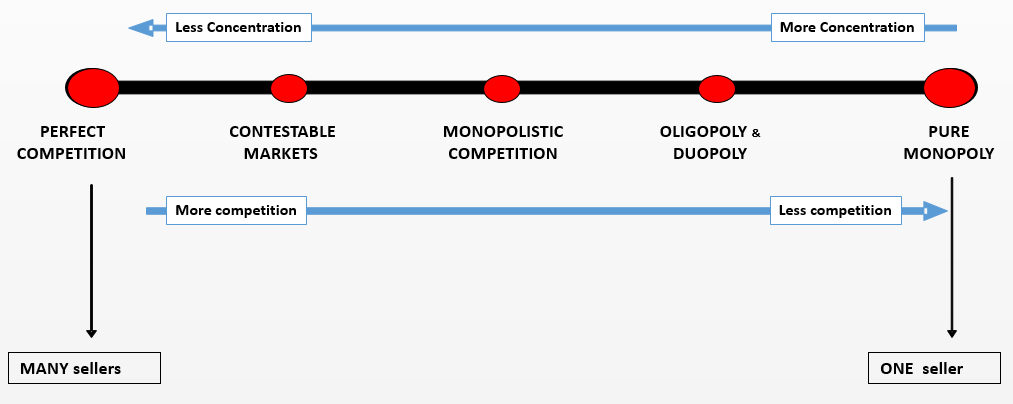 Less Concentration
More Concentration
PERFECT
COMPETITION
CONTESTABLE
MARKETS
MONOPOLISTIC
COMPETITION
OLIGOPOLY &
DUOPOLY
PURE
MONOPOLY
More competition
Less competition
MANY sellers
ONE seller